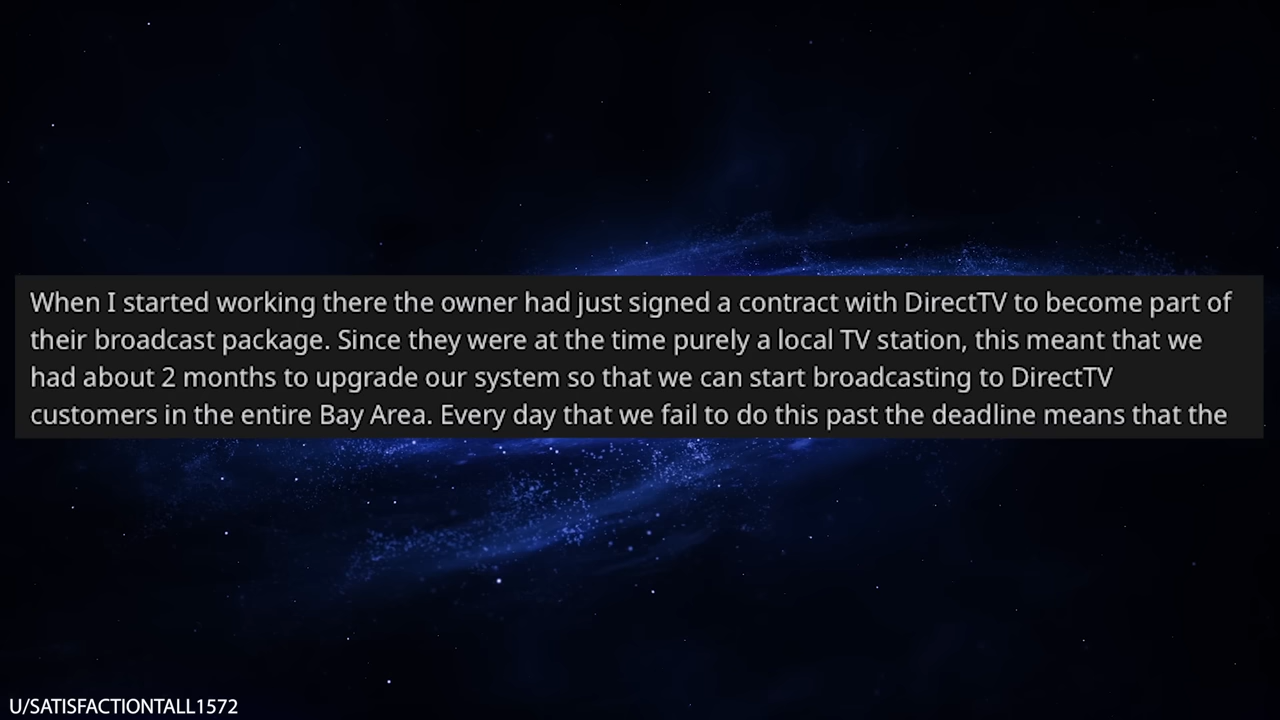 When I started working there the owner had just signed a contract with DirectTV to become part of
their broadcast package. Since they were at the time purely a local TV station, this meant that we
had about 2 months to upgrade our system so that we can start broadcasting to DirectTV
customers in the entire Bay Area. Every day that we fail to do this past the deadline means that the
U/SATISFACTIONTALL1572